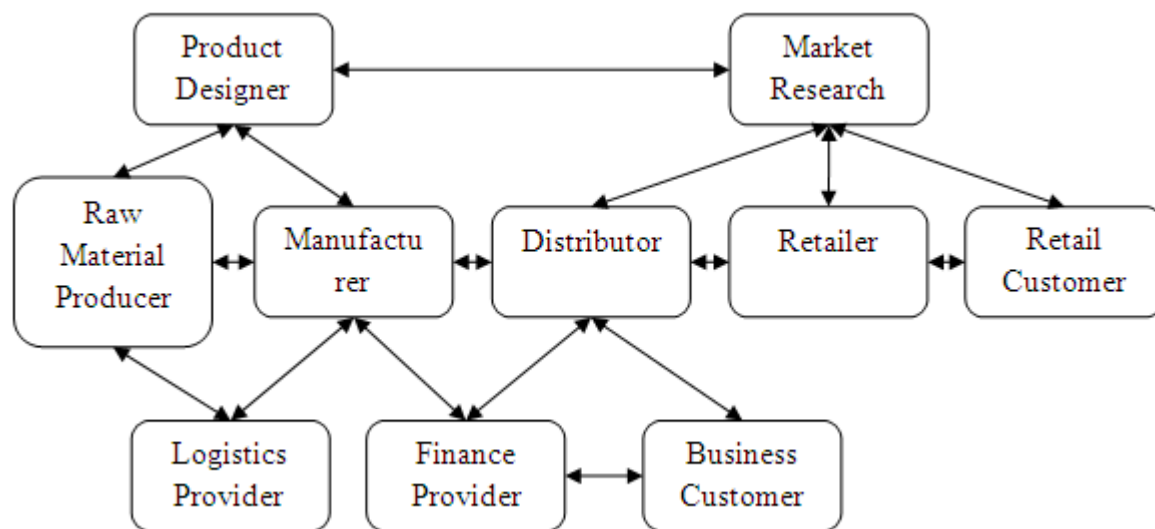 Product
Designer
Market
Research
Raw
Material
Producer
Manufactu
rer
Distributor
Retailer
Retail
Customer
Logistics
Provider
Finance
Provider
Business
Customer